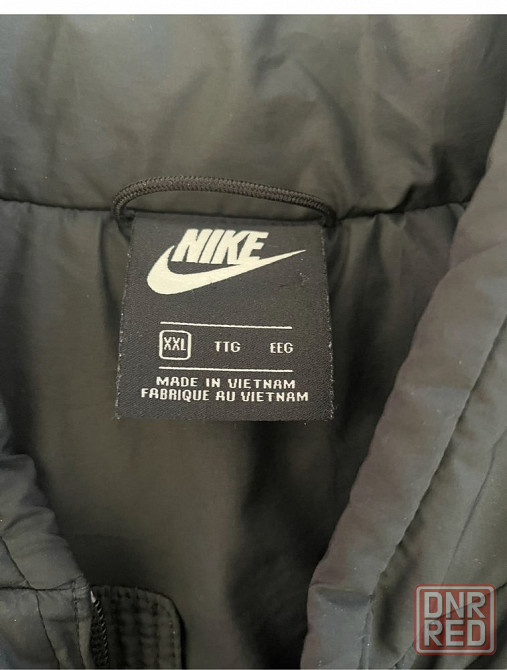 NIKE
XXL TTG EEG
MADE IN VIETNAM
FABRIQUE AU VIETNAM
DNR
RED